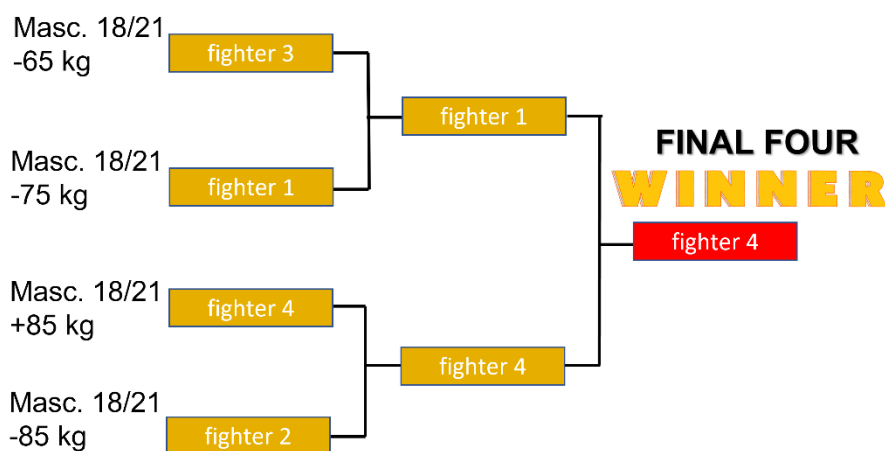 Masc. 18/21
-65 kg
fighter 3
fighter 1
Masc. 18/21
-75 kg
fighter 1
FINAL FOUR
WINNER
fighter 4
Masc. 18/21
+85 kg
fighter 4
fighter 4
Masc. 18/21
-85 kg
fighter 2